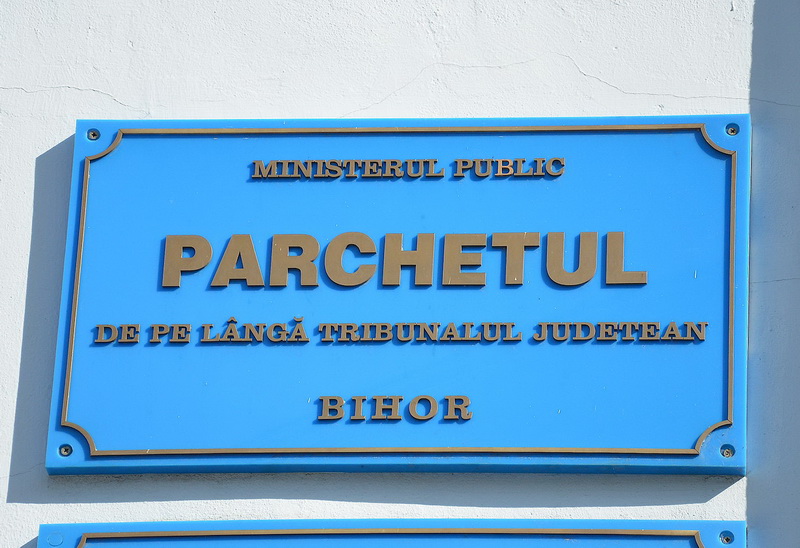 MINISTERUL PUBLIC
PARCHETUL
DE PE LÂNGĂ TRIBUNALUL JUDETEAN
BIHOR